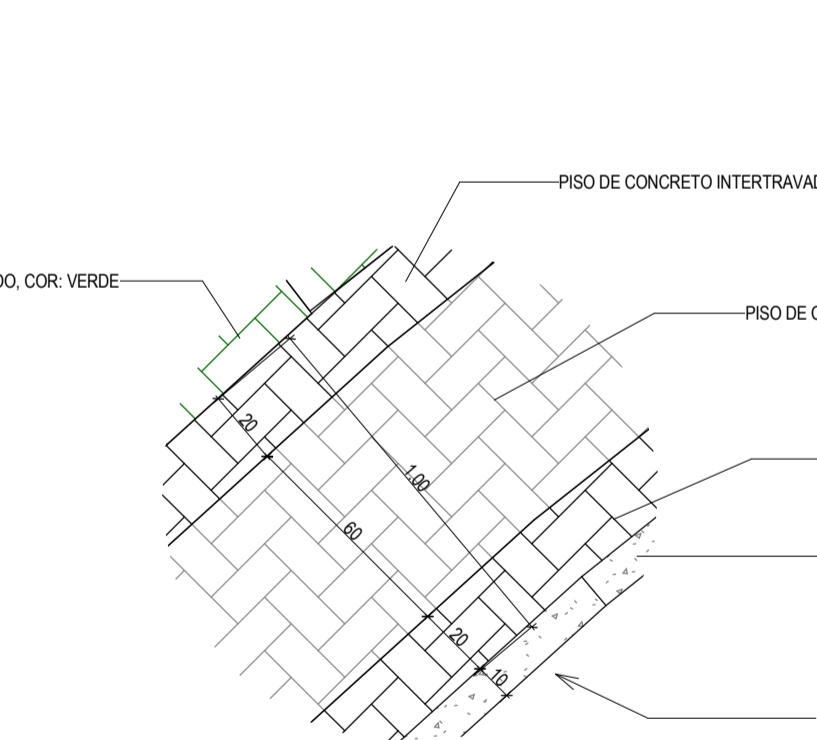 PISO DE CONCRETO INTERTRAVAD
DO, COR: VERDE
PISO DE C
20
1.00
60
20
10